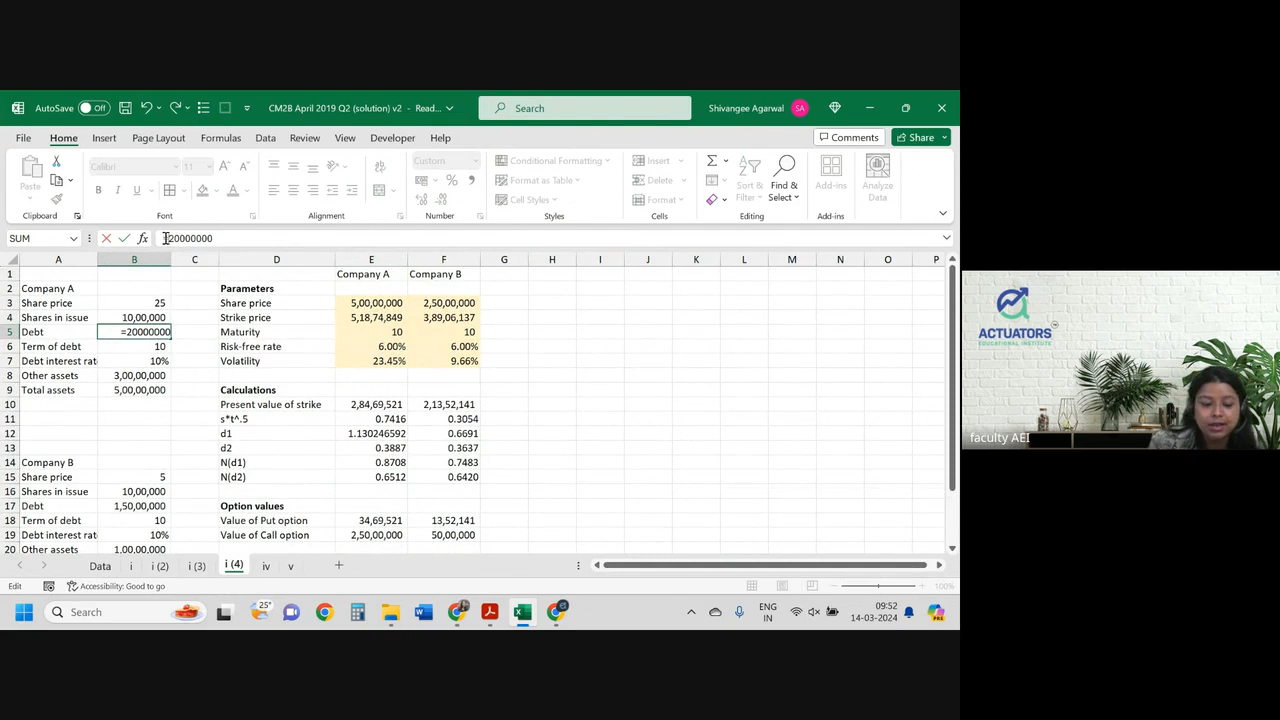 AutoSave Off CM2B April 2019 Q2 (solution) v2 - Read... Search Shivangee Agarwal SA
File Home Insert Page Layout Formulas Data Review View Developer Help Comments Share
Paste Calibri 11 Custom Conditional Formatting Insert Sort & Find & Add-ins Analyze
Format as Table Delete Filter Select Data
B I U Cell Styles Format
Clipboard Font Alignment Number Styles Cells Editing Add-ins
SUM fx =20000000
A B C D E F G H I J K L M N O P
1 Company A Company B
2 Company A Parameters
3 Share price 25 Share price 5,00,00,000 2,50,00,000
4 Shares in issue 10,00,000 Strike price 5,18,74,849 3,89,06,137
5 Debt =20000000 Maturity 10 10
6 Term of debt 10 Risk-free rate 6.00% 6.00%
7 Debt interest rat 10% Volatility 23.45% 9.66%
8 Other assets 3,00,00,000
9 Total assets 5,00,00,000 Calculations
10 Present value of strike 2,84,69,521 2,13,52,141
11 s*t^.5 0.7416 0.3054
12 d1 1.130246592 0.6691
13 d2 0.3887 0.3637
14 Company B N(d1) 0.8708 0.7483
15 Share price 5 N(d2) 0.6512 0.6420
16 Shares in issue 10,00,000
17 Debt 1,50,00,000 Option values
18 Term of debt 10 Value of Put option 34,69,521 13,52,141
19 Debt interest rat 10% Value of Call option 2,50,00,000 50,00,000
20 Other assets 1,00,00,000
Data i i (2) i (3) i (4) iv v
Edit Accessibility: Good to go 100%
Search 25° ENG IN 09:52 14-03-2024
ACTUATORS
EDUCATIONAL INSTITUTE
faculty AEI